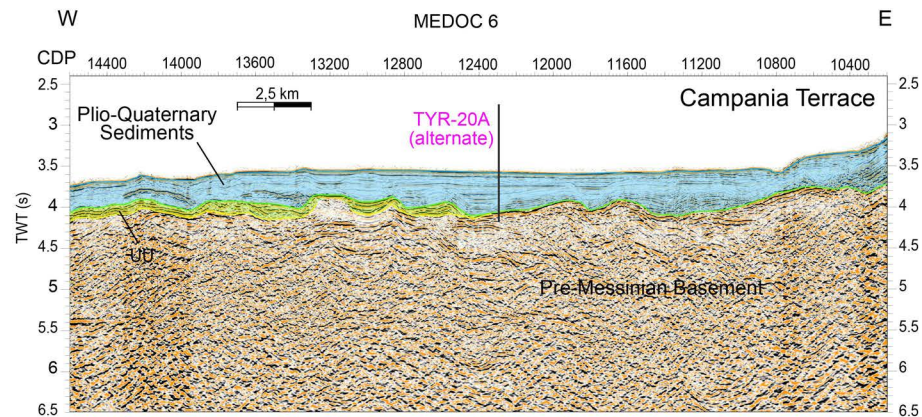 W MEDOC 6 E
CDP 14400 14000 13600 13200 12800 12400 12000 11600 10800 10400
2.5 2.5
2,5 km
Campania Terrace
Plio-Quaternary
Sediments
TYR-20A
(alternate)
3 3
3.5 3.5
4 4
TWT (s)
4.5 4.5
UU
5 5
Pre-Messinian Basement
5.5 5.5
6 6
6.5 6.5